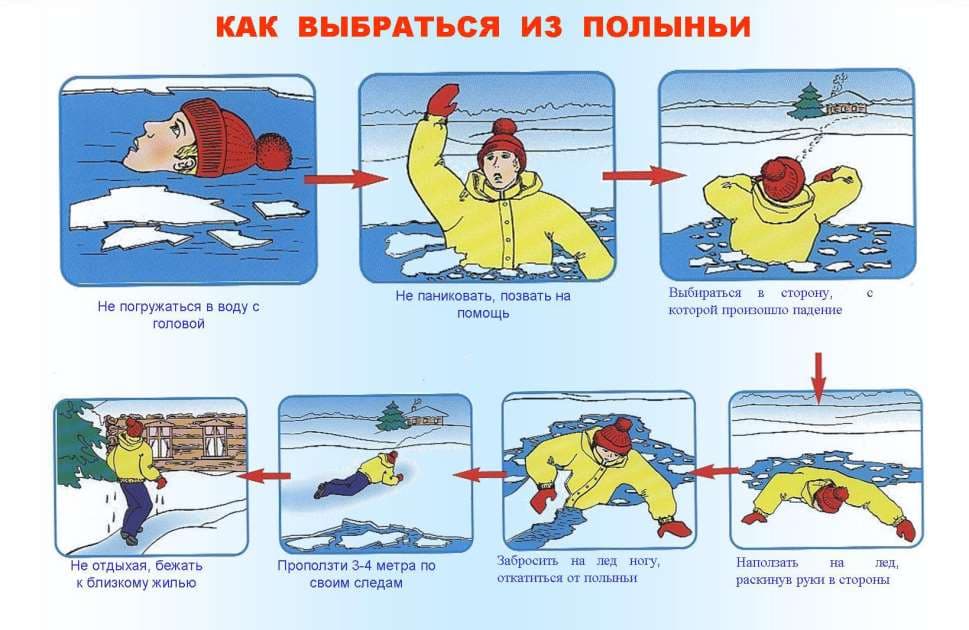 КАК ВЫБРАТЬСЯ ИЗ ПОЛЫНЬИ
Не погружаться в воду с
головой
Не паниковать, позвать на
помощь
Выбираться в сторону, с
которой произошло падение
Наползать на лед,
раскинув руки в стороны
Забросить на лед ногу,
откатиться от полыньи
Проползти 3-4 метра по
своим следам
Не отдыхая, бежать
к близкому жилью